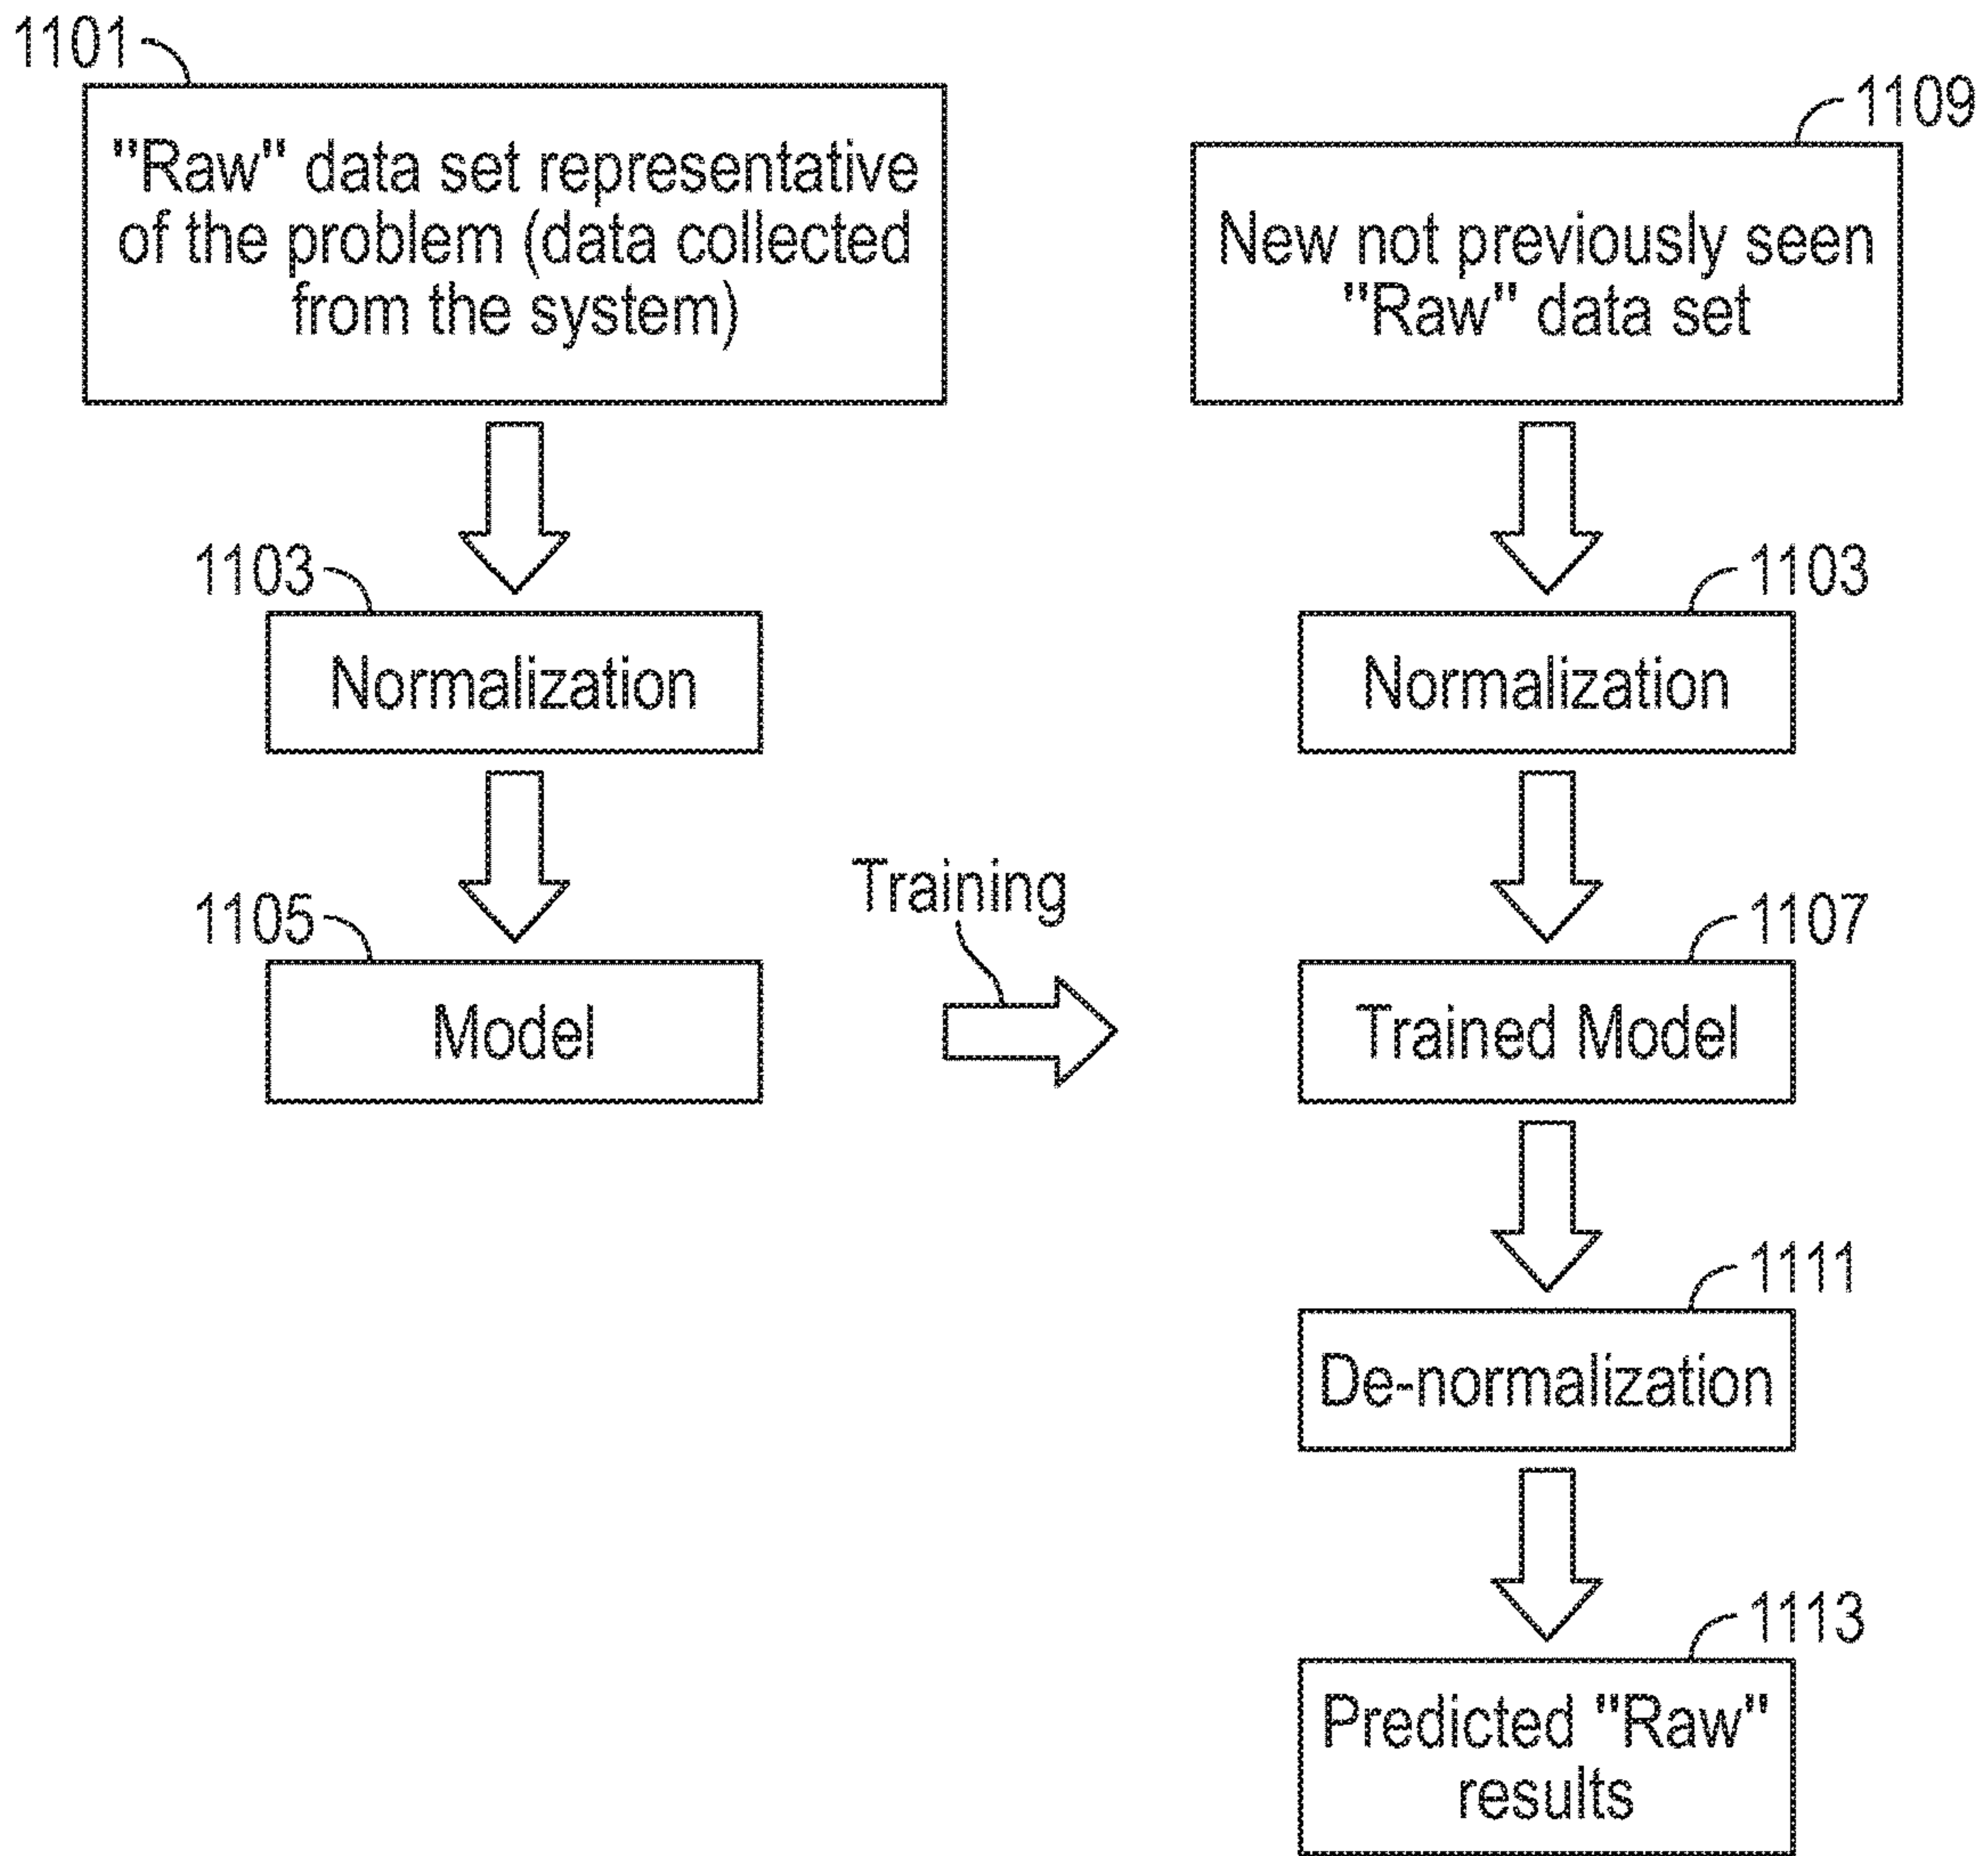 1101
"Raw" data set representative
of the problem (data collected
from the system)
1103
Normalization
1105
Model
Training
1109
New not previously seen
"Raw" data set
1103
Normalization
1107
Trained Model
1111
De-normalization
1113
Predicted "Raw"
results